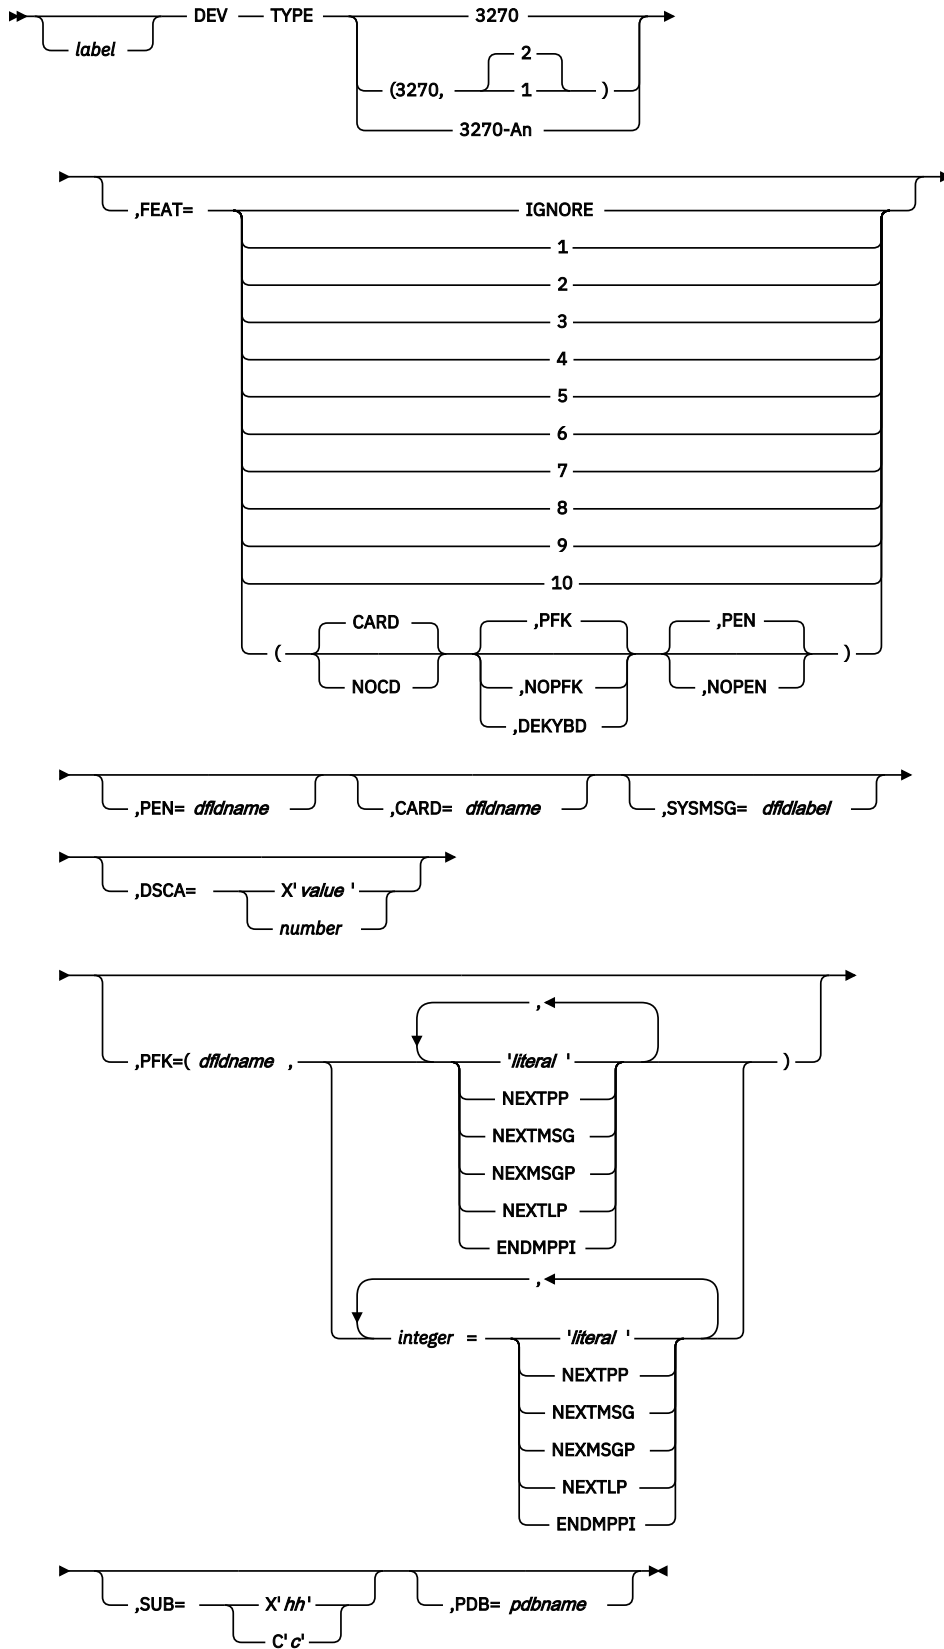 DEV TYPE 3270
label
2
(3270, 1 )
3270-An
,FEAT= IGNORE
1
2
3
4
5
6
7
8
9
10
CARD ,PFK ,PEN
( )
NOCD ,NOPFK ,NOPEN
,DEKYBD
,PEN= dfldname ,CARD= dfldname ,SYSMSG= dfldlabel
,DSCA= X' value '
number
,
,PFK=( dfldname , 'literal ' )
NEXTPP
NEXTMSG
NEXMSGP
NEXTLP
ENDMPPI
,
integer = 'literal '
NEXTPP
NEXTMSG
NEXMSGP
NEXTLP
ENDMPPI
,SUB= X' hh ' ,PDB= pdbname
C' c '